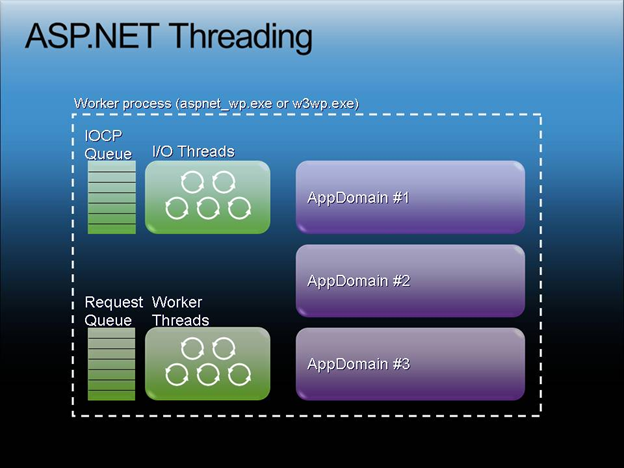 ASP.NET Threading
Worker process (aspnet_wp.exe or w3wp.exe)
IOCP
Queue
I/O Threads
AppDomain #1
AppDomain #2
Request
Queue
Worker
Threads
AppDomain #3